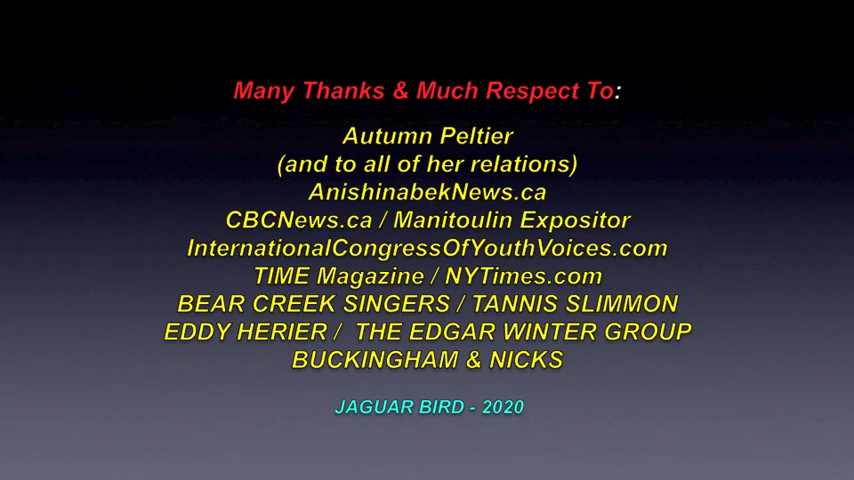 Many Thanks & Much Respect To:
Autumn Peltier
(and to all of her relations)
AnishinabekNews.ca
CBCNews.ca / Manitoulin Expositor
InternationalCongressOfYouthVoices.com
TIME Magazine / NYTimes.com
BEAR CREEK SINGERS / TANNIS SLIMMON
EDDY HERIER / THE EDGAR WINTER GROUP
BUCKINGHAM & NICKS
JAGUAR BIRD - 2020